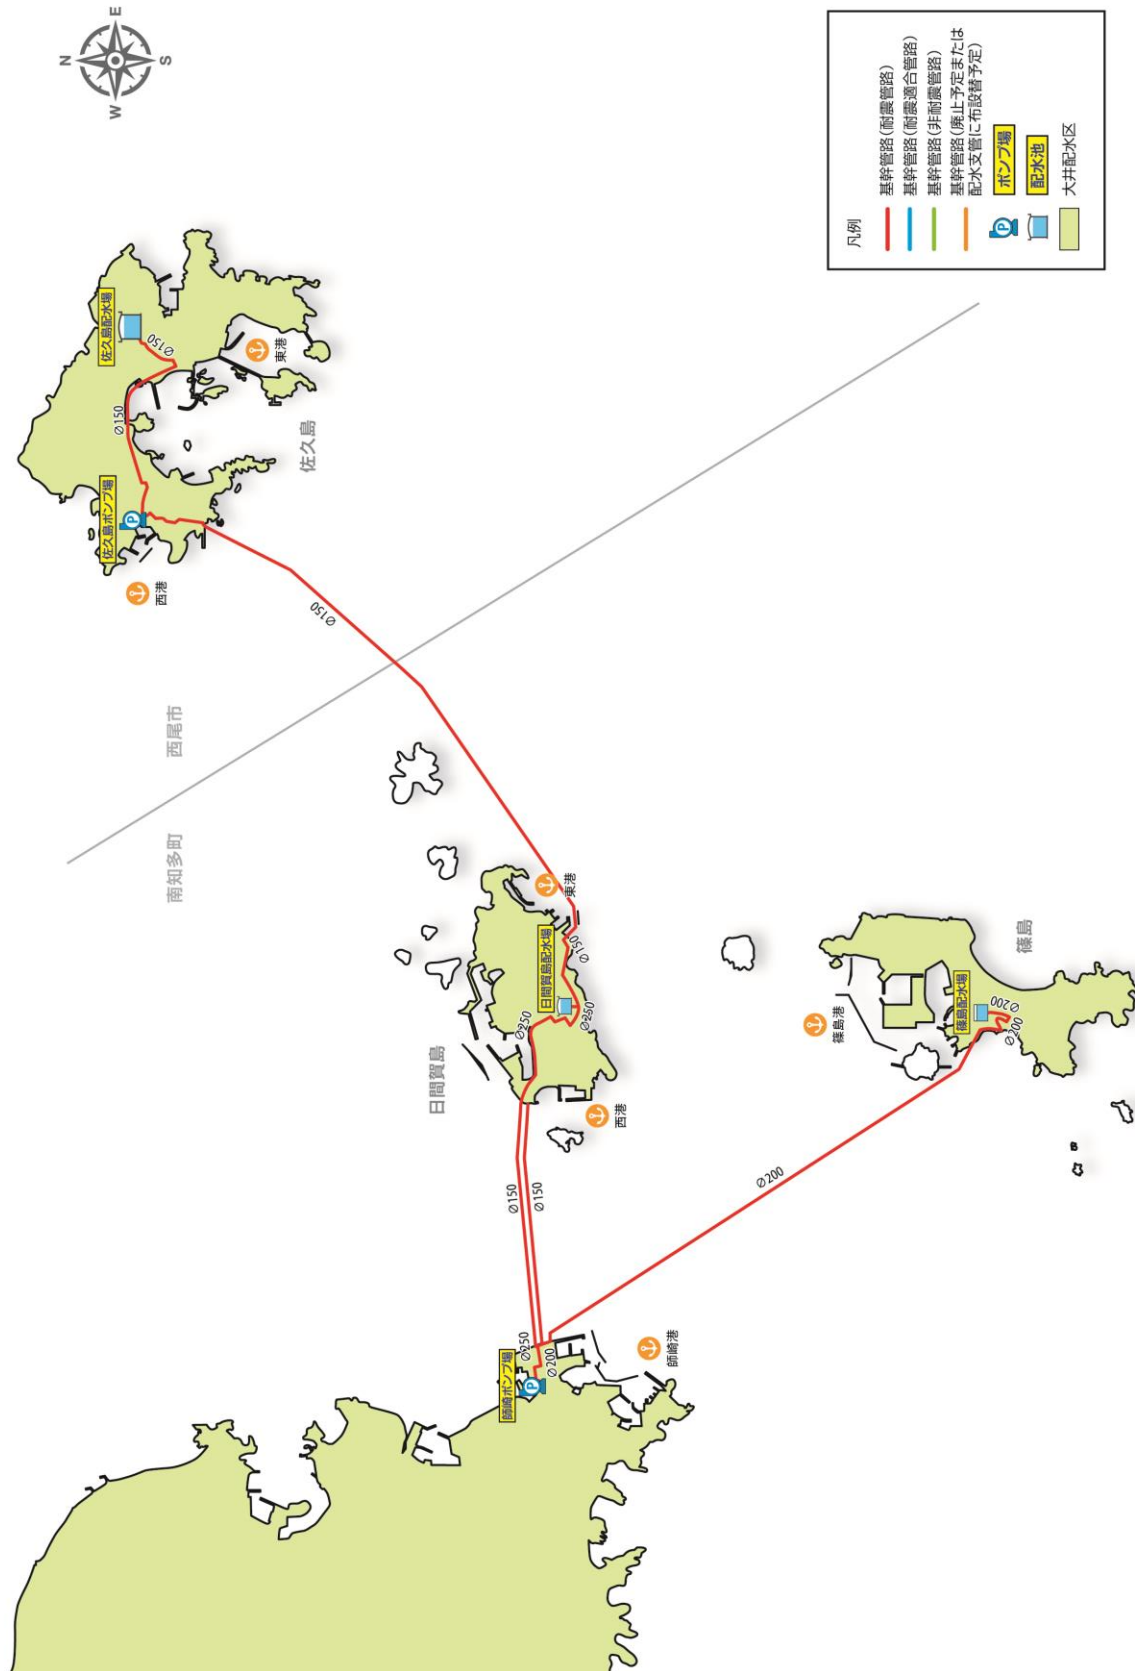 N
W
E
S
佐久島ポンプ場
佐久島配水場
Ø150
Ø150
西港
東港
佐久島
南知多町
西尾市
Ø150
日間賀島
師崎ポンプ場
Ø250
Ø200
Ø150
Ø150
Ø250
日間賀島配水場
Ø250
Ø150
東港
西港
師崎港
Ø200
篠島港
篠島配水場
Ø200
Ø200
篠島
凡例
基幹管路(耐震管路)
基幹管路(耐震適合管路)
基幹管路(非耐震管路)
基幹管路(廃止予定または
配水支管に布設替予定)
P
ポンプ場
配水池
大井配水区
P
P